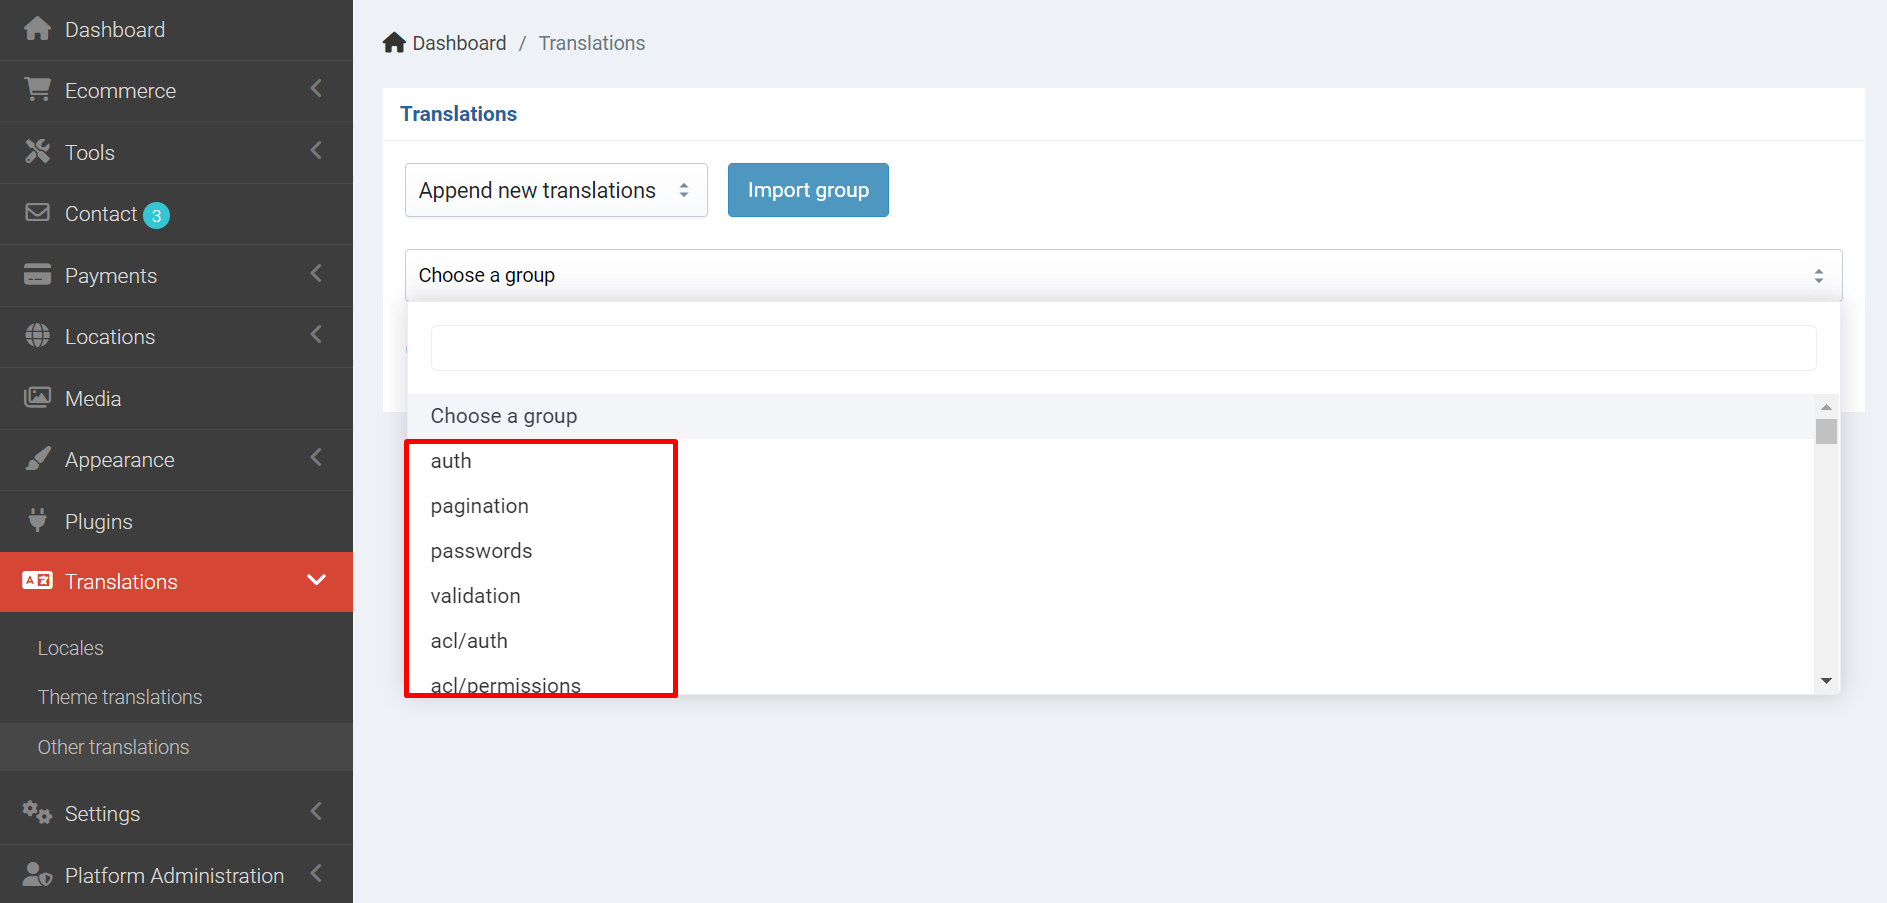 Dashboard
Ecommerce
Tools
Contact 3
Payments
Locations
Media
Appearance
Plugins
Translations
Locales
Theme translations
Other translations
Settings
Platform Administration
Dashboard / Translations
Translations
Append new translations
Import group
Choose a group
Choose a group
auth
pagination
passwords
validation
acl/auth
acl/permissions